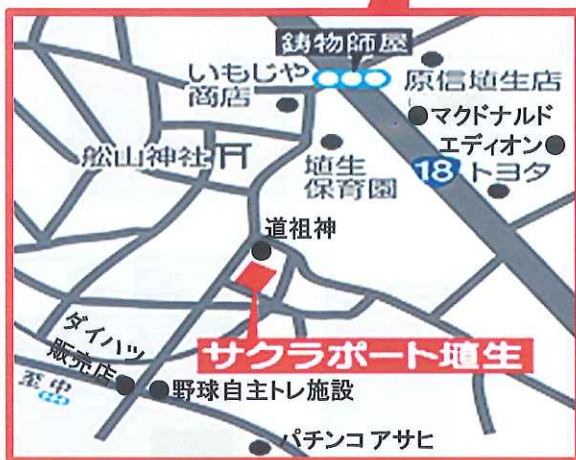 鋳物師屋
いもじや
商店
原信埴生店
マクドナルド
エディオン
舩山神社
埴生
保育園
18
トヨタ
道祖神
サクラポート埴生
ダイハツ
販売店
至中
野球自主トレ施設
パチンコアサヒ